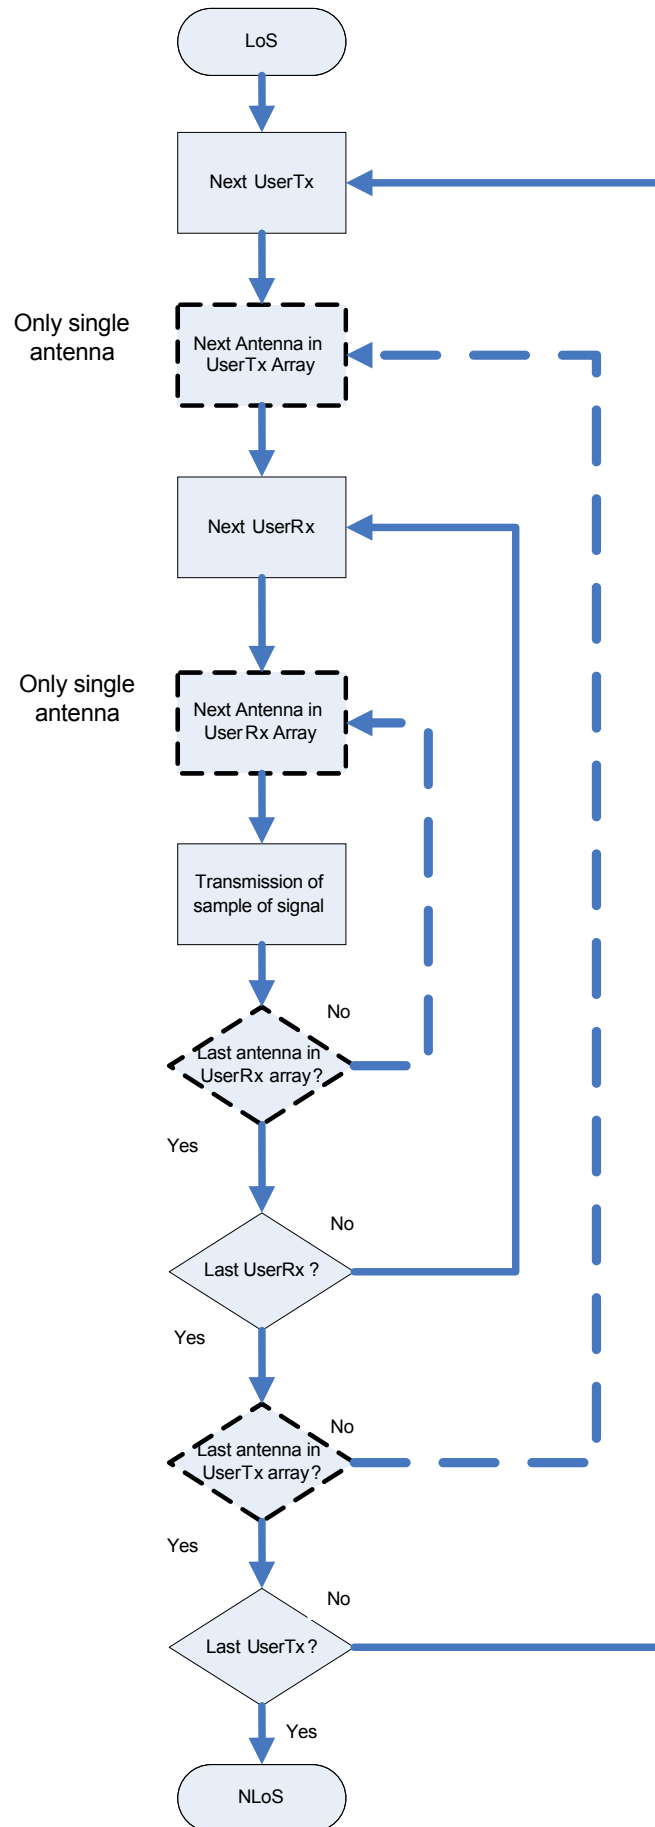 LoS
Next UserTx
Only single
antenna
Next Antenna in
UserTx Array
Next UserRx
Only single
antenna
Next Antenna in
UserRx Array
Transmission of
sample of signal
No
Last antenna in
UserRx array?
Yes
No
Last UserRx ?
Yes
No
Last antenna in
UserTx array?
Yes
No
Last UserTx ?
Yes
NLoS